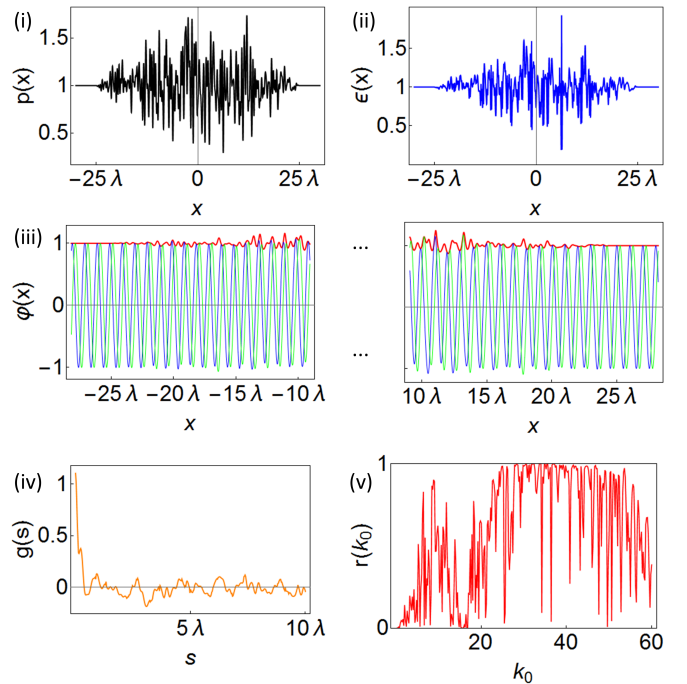 (i)
p(x)
1.5
1
0.5
−25 λ
0
25 λ
x
(ii)
ϵ(x)
1.5
1
0.5
−25 λ
0
25 λ
x
(iii)
φ(x)
1
0
−1
−25 λ
−20 λ
−15 λ
−10 λ
x
...
...
10 λ
15 λ
20 λ
25 λ
x
(iv)
g(s)
1
0.5
0
5 λ
10 λ
s
(v)
r(k₀)
1
0
20
40
60
k₀